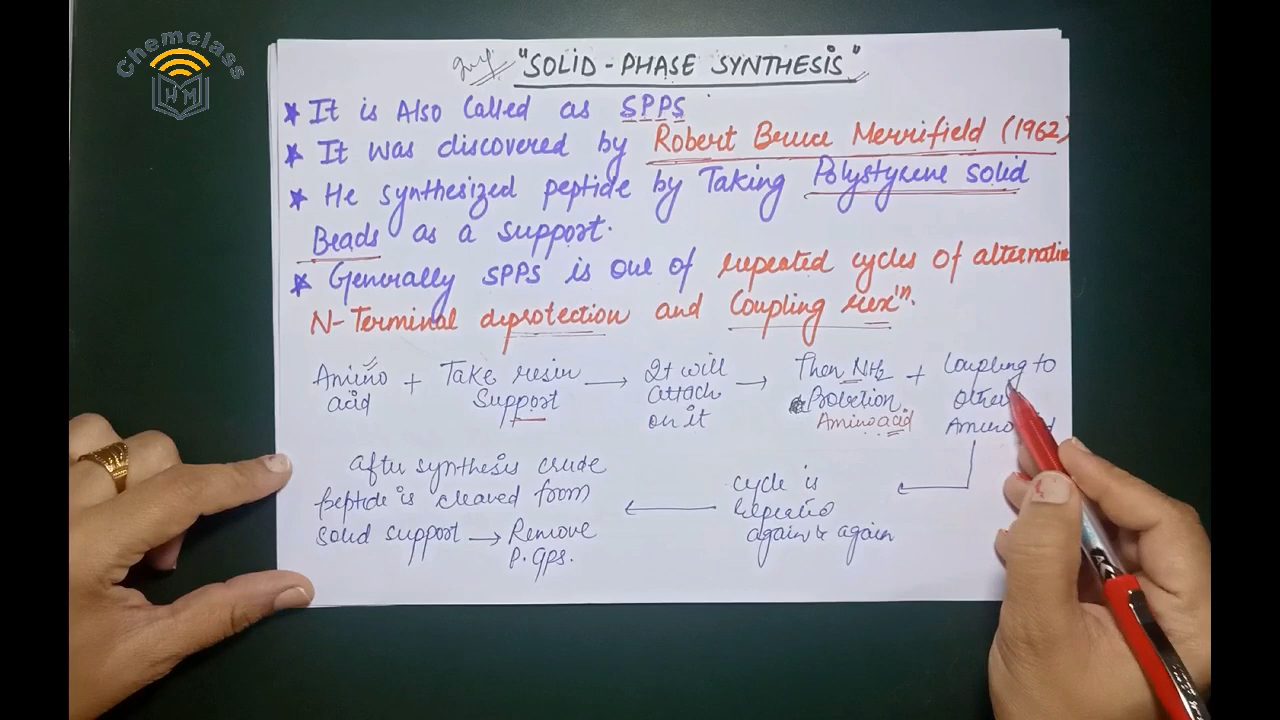 Chemclass
HM
"SOLID-PHASE SYNTHESIS"
★ It is Also Called as SPPS
★ It was discovered by Robert Bruce Merrifield (1962)
★ He synthesized peptide by Taking Polystyrene solid
Beads as a support.
★ Generally SPPS is one of repeated cycles of alternative
N-Terminal deprotection and Coupling rexⁿ.
Amino acid + Take resin Support → It will attach on it → Then NH2 Protection Amino acid + Coupling to other Amino
cycle is
again & again
← After synthesis crude
peptide is cleaved from
solid support → Remove
P. Gps.